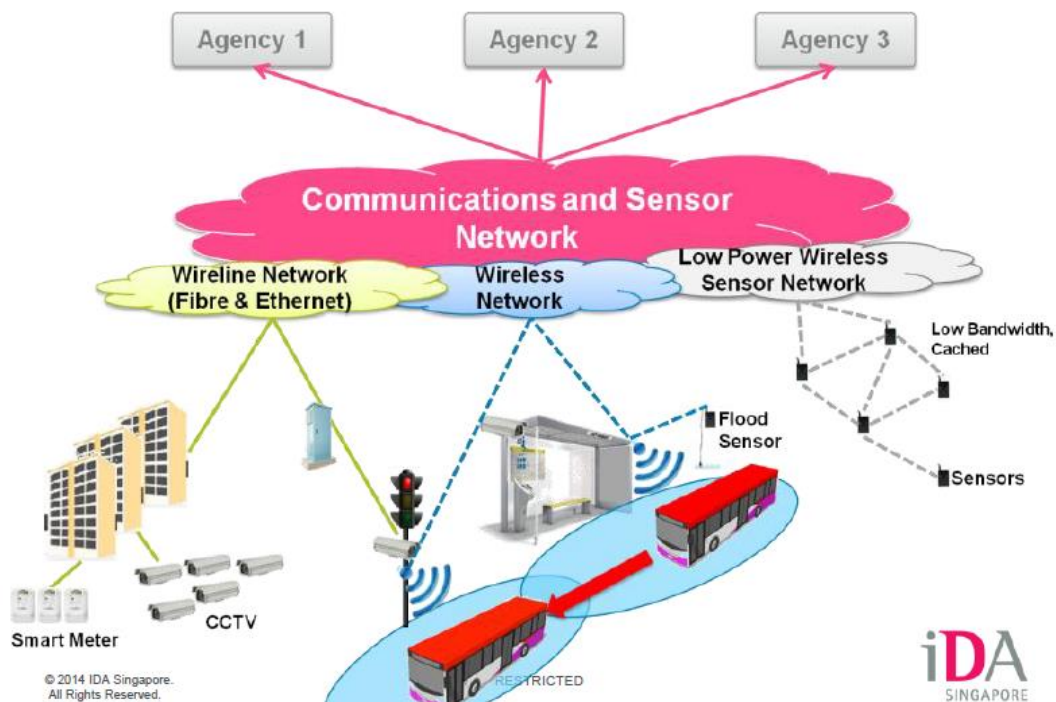 Agency 1
Agency 2
Agency 3
Communications and Sensor
Network
Wireline Network
(Fibre & Ethernet)
Wireless
Network
Low Power Wireless
Sensor Network
Low Bandwidth,
Cached
Flood
Sensor
Sensors
CCTV
Smart Meter
© 2014 IDA Singapore.
All Rights Reserved.
RESTRICTED
iDA
SINGAPORE